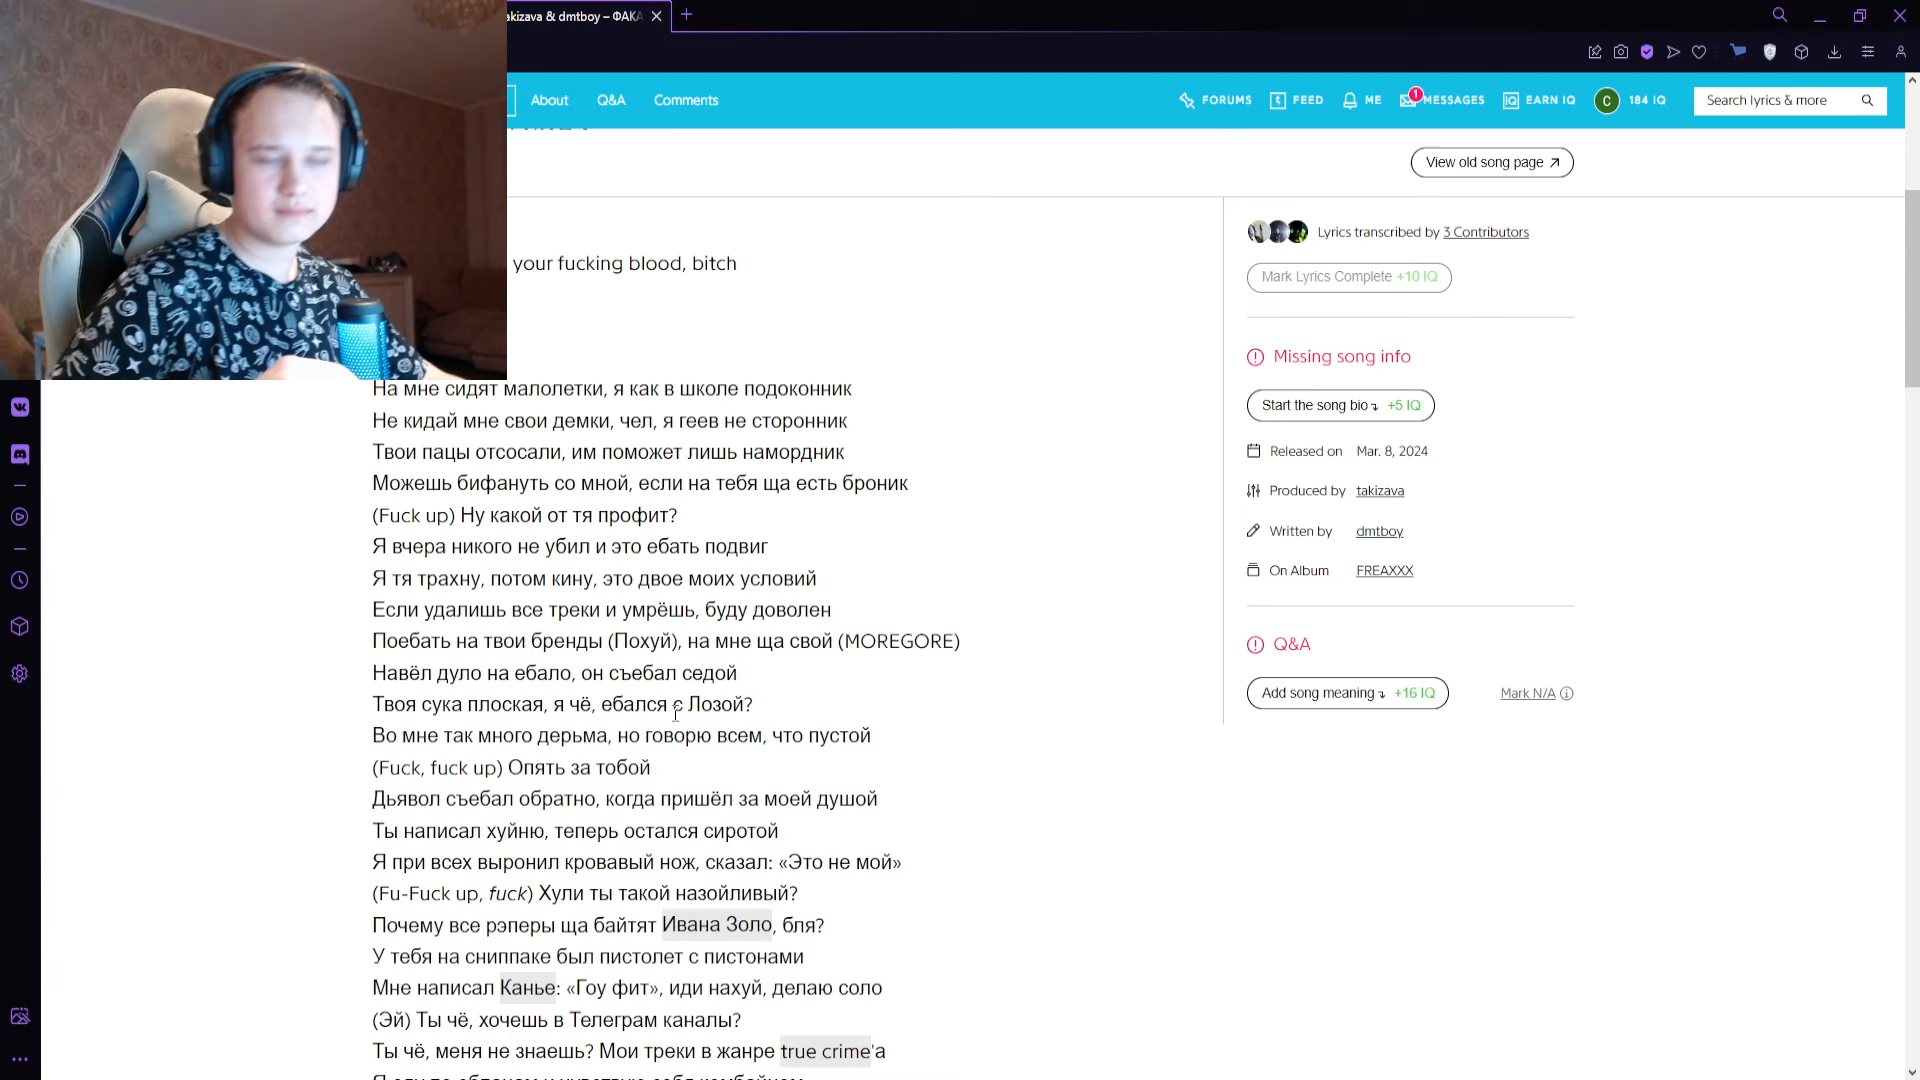 akizava & dmtboy – ФАКА
About Q&A Comments FORUMS FEED ME 1 MESSAGES IQ EARN IQ C 184 IQ Search lyrics & more
View old song page
your fucking blood, bitch
На мне сидят малолетки, я как в школе подоконник
Не кидай мне свои демки, чел, я геев не сторонник
Твои пацы отсосали, им поможет лишь намордник
Можешь бифануть со мной, если на тебя ща есть броник
(Fuck up) Ну какой от тя профит?
Я вчера никого не убил и это ебать подвиг
Я тя трахну, потом кину, это двое моих условий
Если удалишь все треки и умрёшь, буду доволен
Поебать на твои бренды (Похуй), на мне ща свой (MOREGORE)
Навёл дуло на ебало, он съебал седой
Твоя сука плоская, я чё, ебался с Лозой?
Во мне так много дерьма, но говорю всем, что пустой
(Fuck, fuck up) Опять за тобой
Дьявол съебал обратно, когда пришёл за моей душой
Ты написал хуйню, теперь остался сиротой
Я при всех выронил кровавый нож, сказал: «Это не мой»
(Fu-Fuck up, fuck) Хули ты такой назойливый?
Почему все рэперы ща байтят Ивана Золо, бля?
У тебя на сниппаке был пистолет с пистонами
Мне написал Канье: «Гоу фит», иди нахуй, делаю соло
(Эй) Ты чё, хочешь в Телеграм каналы?
Ты чё, меня не знаешь? Мои треки в жанре true crime'а
Lyrics transcribed by 3 Contributors
Mark Lyrics Complete +10 IQ
Missing song info
Start the song bio +5 IQ
Released on Mar. 8, 2024
Produced by takizava
Written by dmtboy
On Album FREAXXX
Q&A
Add song meaning +16 IQ Mark N/A